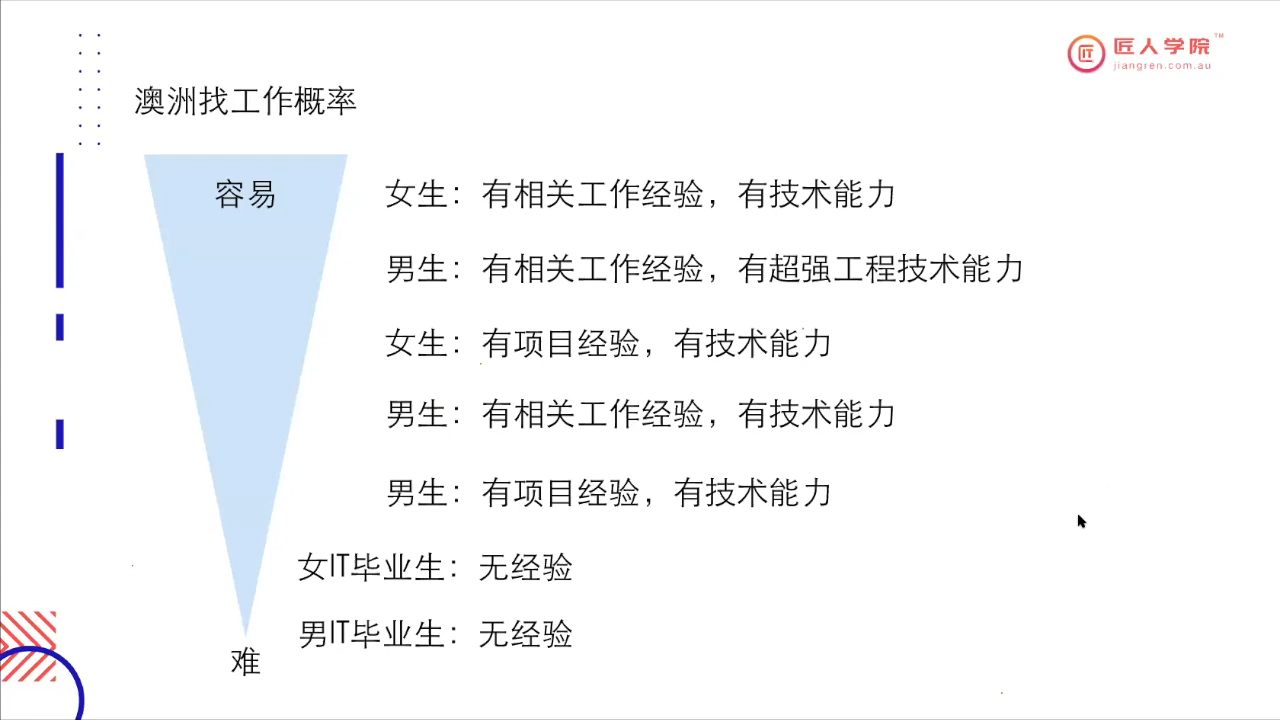 匠人学院™
jiangren.com.au
澳洲找工作概率
容易
女生：有相关工作经验，有技术能力
男生：有相关工作经验，有超强工程技术能力
女生：有项目经验，有技术能力
男生：有相关工作经验，有技术能力
男生：有项目经验，有技术能力
女IT毕业生：无经验
男IT毕业生：无经验
难